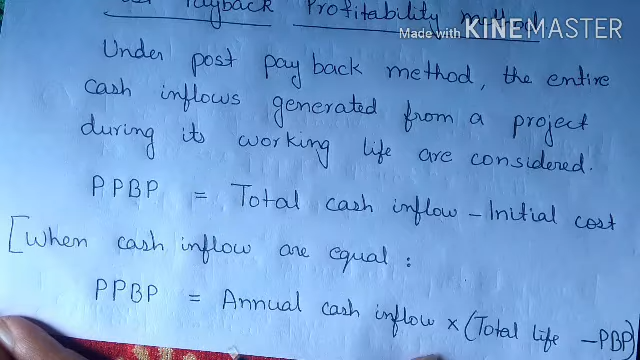 Payback Profitability method
Made with KINEMASTER
Under post pay back method, the entire
cash inflows generated from a project
during its working life are considered.
PPBP = Total cash inflow - Initial cost
[When cash inflow are equal :
PPBP = Annual cash inflow × (Total life - PBP)